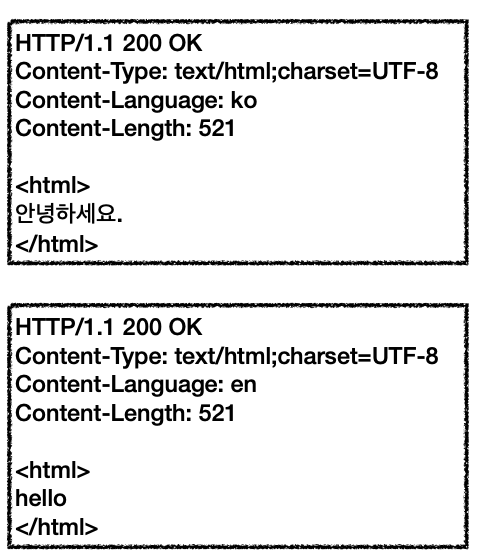 HTTP/1.1 200 OK
Content-Type: text/html;charset=UTF-8
Content-Language: ko
Content-Length: 521
<html>
안녕하세요.
</html>
HTTP/1.1 200 OK
Content-Type: text/html;charset=UTF-8
Content-Language: en
Content-Length: 521
<html>
hello
</html>